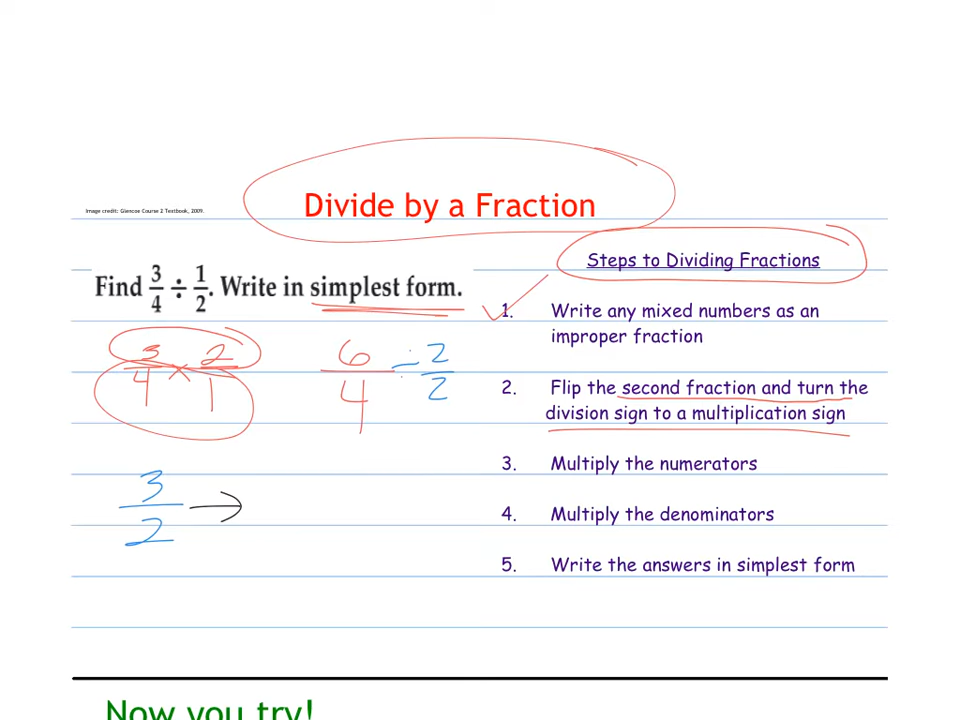 Divide by a Fraction
Image credit: Glencoe Course 2 Textbook, 2009.
Steps to Dividing Fractions
Find 3/4 ÷ 1/2. Write in simplest form.
1. Write any mixed numbers as an
improper fraction
3/4 × 2/1 6/4 ÷ 2/2
2. Flip the second fraction and turn the
division sign to a multiplication sign
3. Multiply the numerators
3/2 →
4. Multiply the denominators
5. Write the answers in simplest form
Now you try!